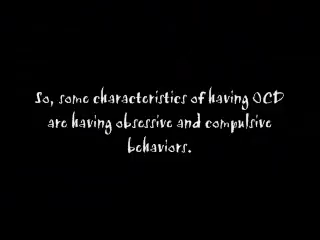 So, some characteristics of having OCD
are having obsessive and compulsive
behaviors.